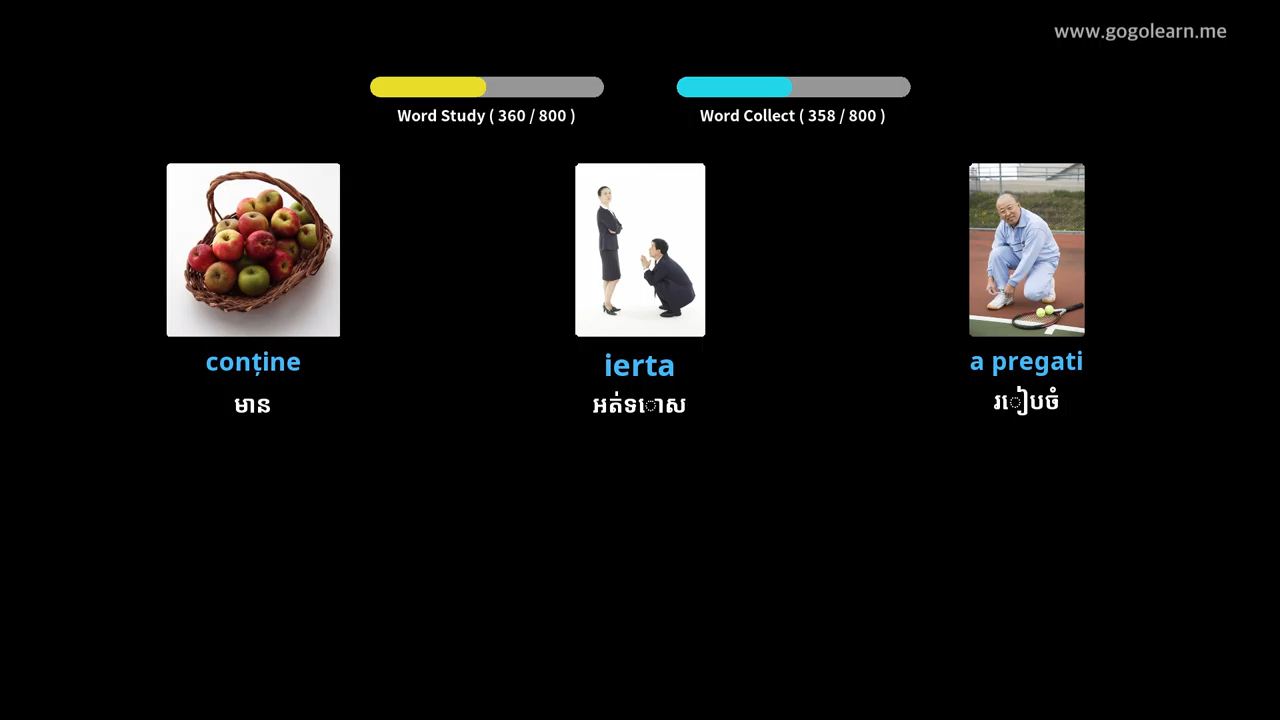 www.gogolearn.me
Word Study ( 360 / 800 )
Word Collect ( 358 / 800 )
conține
ierta
a pregati
មាន
អត់ទោស
រៀបចំ